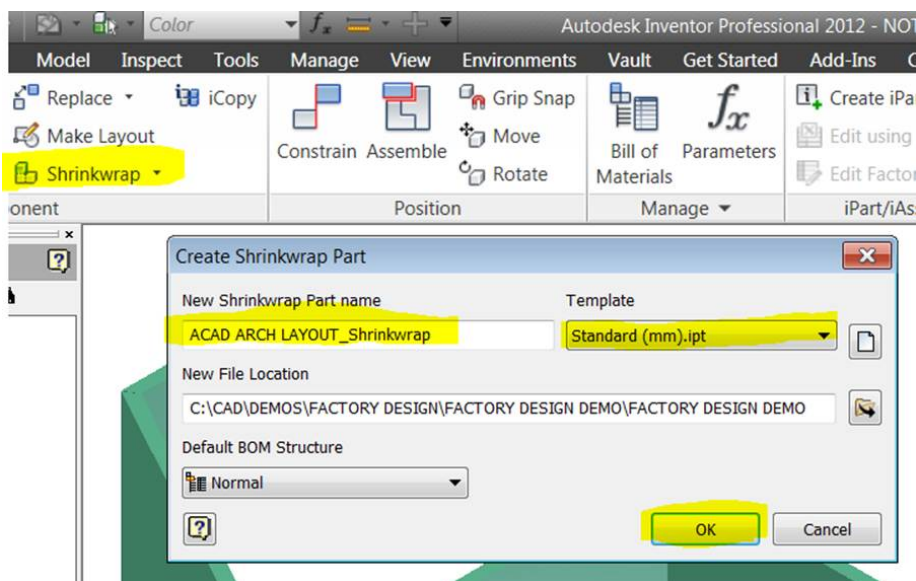 Color fx Autodesk Inventor Professional 2012 - NOT
Model Inspect Tools Manage View Environments Vault Get Started Add-Ins
Replace iCopy Grip Snap Create iPa
Make Layout Constrain Assemble Move Bill of Materials fx Parameters Edit using
Shrinkwrap Rotate Edit Factor
onent Position Manage iPart/iAs
Create Shrinkwrap Part
New Shrinkwrap Part name Template
ACAD ARCH LAYOUT_Shrinkwrap Standard (mm).ipt
New File Location
C:\CAD\DEMOS\FACTORY DESIGN\FACTORY DESIGN DEMO\FACTORY DESIGN DEMO
Default BOM Structure
Normal
OK Cancel